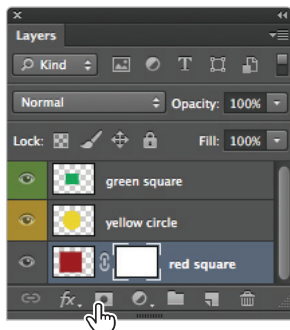 Layers
Kind
Normal Opacity: 100%
Lock: Fill: 100%
green square
yellow circle
red square
fx.